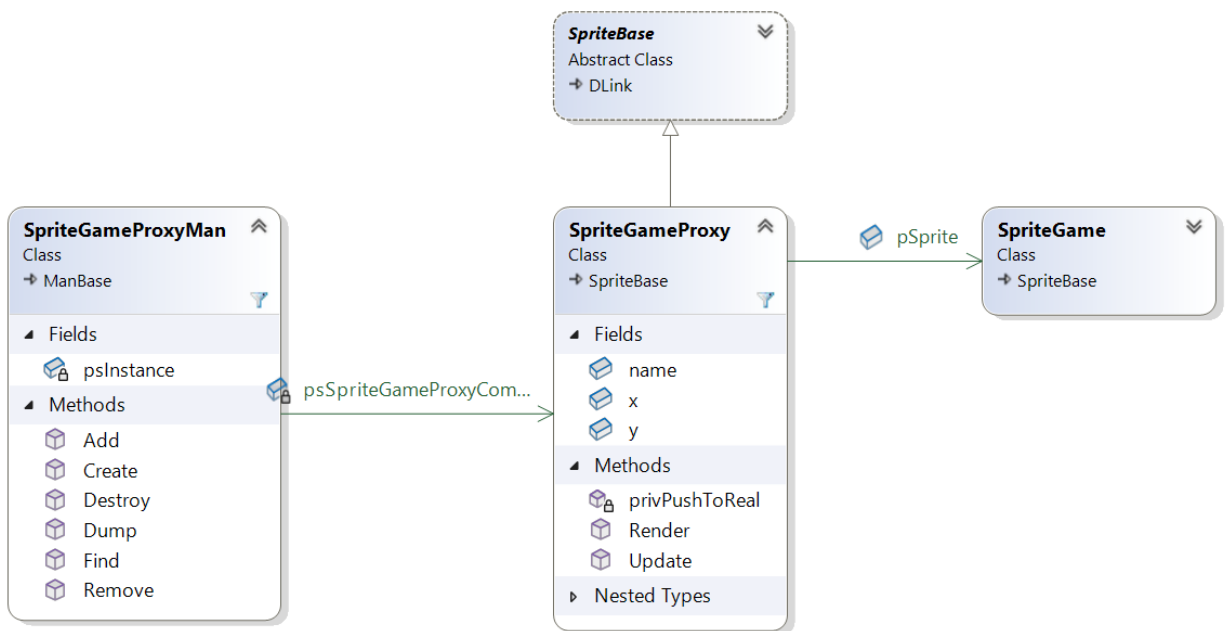 SpriteBase
Abstract Class
DLink
SpriteGameProxyMan
Class
ManBase
Fields
psInstance
Methods
Add
Create
Destroy
Dump
Find
Remove
psSpriteGameProxyCom...
SpriteGameProxy
Class
SpriteBase
Fields
name
x
y
Methods
privPushToReal
Render
Update
Nested Types
pSprite
SpriteGame
Class
SpriteBase